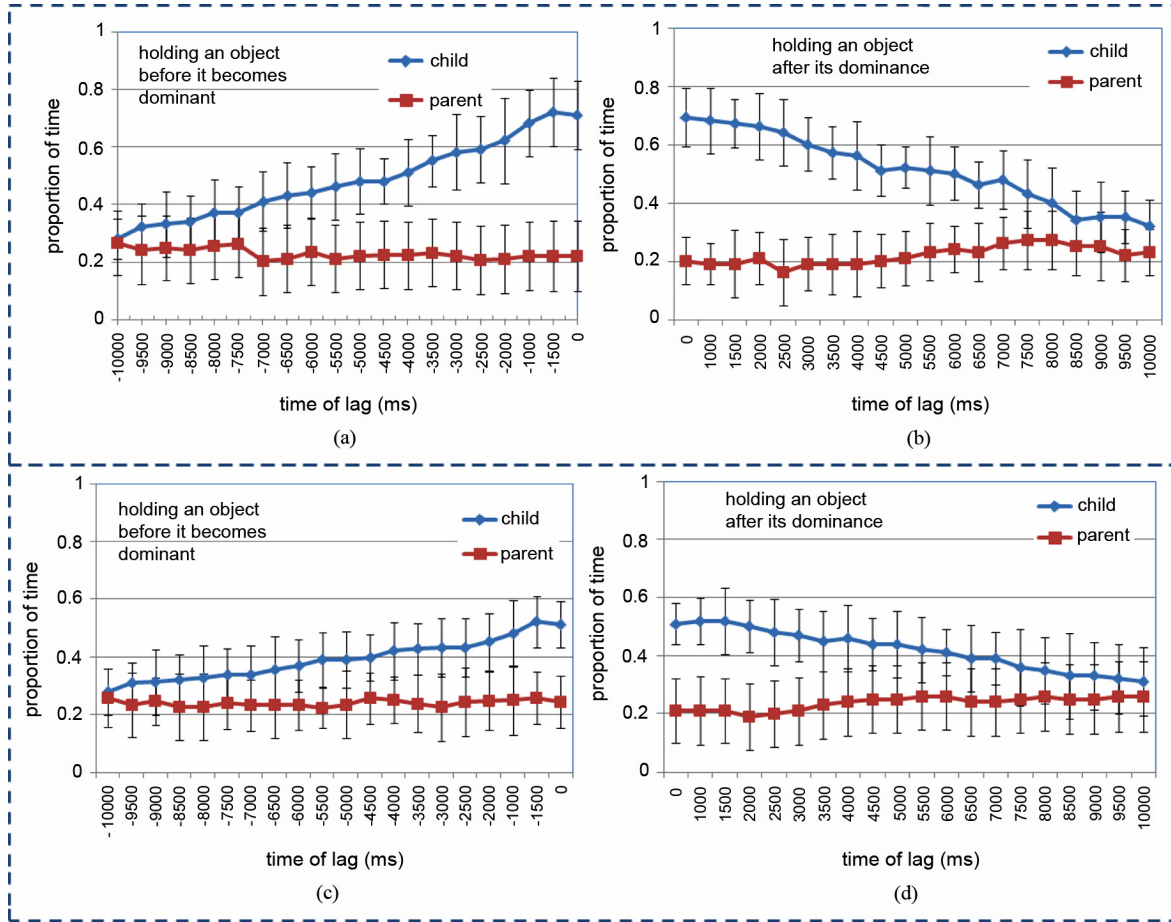 1
0.8
0.6
0.4
0.2
0
proportion of time
holding an object
before it becomes
dominant
child
parent
-10000 -9500 -9000 -8500 -8000 -7500 -7000 -6500 -6000 -5500 -5000 -4500 -4000 -3500 -3000 -2500 -2000 -1000 -1500 0
time of lag (ms)
(a)
1
0.8
0.6
0.4
0.2
0
proportion of time
holding an object
after its dominance
child
parent
0 1000 1500 2000 2500 3000 3500 4000 4500 5000 5500 6000 6500 7000 7500 8000 8500 9000 9500 10000
time of lag (ms)
(b)
1
0.8
0.6
0.4
0.2
0
proportion of time
holding an object
before it becomes
dominant
child
parent
-10000 -9500 -9000 -8500 -8000 -7500 -7000 -6500 -6000 -5500 -5000 -4500 -4000 -3500 -3000 -2500 -2000 -1000 -1500 0
time of lag (ms)
(c)
1
0.8
0.6
0.4
0.2
0
proportion of time
holding an object
after its dominance
child
parent
0 1000 1500 2000 2500 3000 3500 4000 4500 5000 5500 6000 6500 7000 7500 8000 8500 9000 9500 10000
time of lag (ms)
(d)